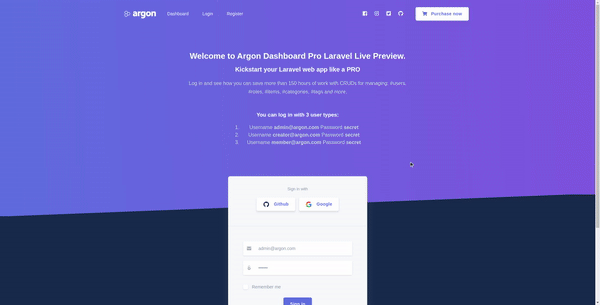 argon Dashboard Login Register Purchase now
Welcome to Argon Dashboard Pro Laravel Live Preview.
Kickstart your Laravel web app like a PRO
Log in and see how you can save more than 150 hours of work with CRUDs for managing: #users,
#roles, #items, #categories, #tags and more.
You can log in with 3 user types:
1. Username admin@argon.com Password secret
2. Username creator@argon.com Password secret
3. Username member@argon.com Password secret
Sign in with
Github Google
admin@argon.com
Remember me
Sign in